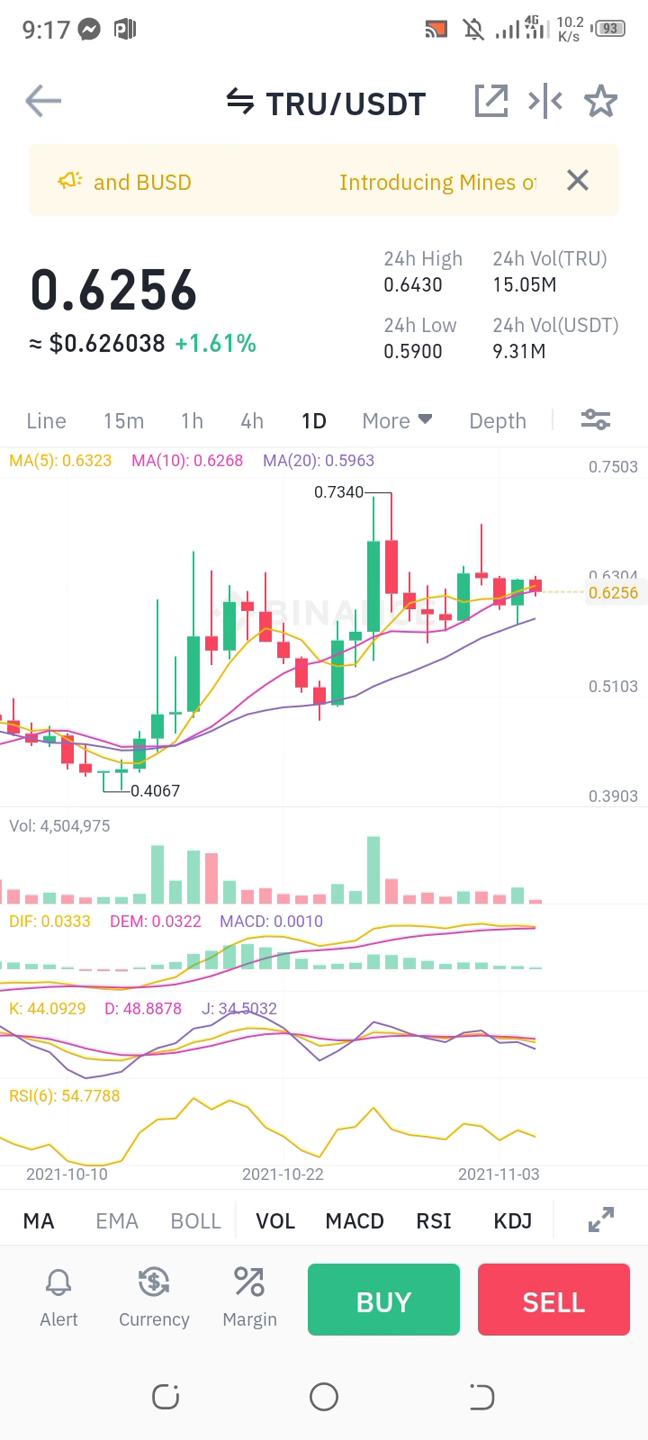 9:17 4G 10.2 K/s 93
TRU/USDT
and BUSD Introducing Mines of
0.6256
≈ $0.626038 +1.61%
24h High 24h Vol(TRU)
0.6430 15.05M
24h Low 24h Vol(USDT)
0.5900 9.31M
Line 15m 1h 4h 1D More Depth
MA(5): 0.6323 MA(10): 0.6268 MA(20): 0.5963
0.7503
0.7340
0.6304
0.6256
BINANCE
0.5103
0.4067
0.3903
Vol: 4,504,975
DIF: 0.0333 DEM: 0.0322 MACD: 0.0010
K: 44.0929 D: 48.8878 J: 34.5032
RSI(6): 54.7788
2021-10-10 2021-10-22 2021-11-03
MA EMA BOLL VOL MACD RSI KDJ
Alert Currency Margin BUY SELL